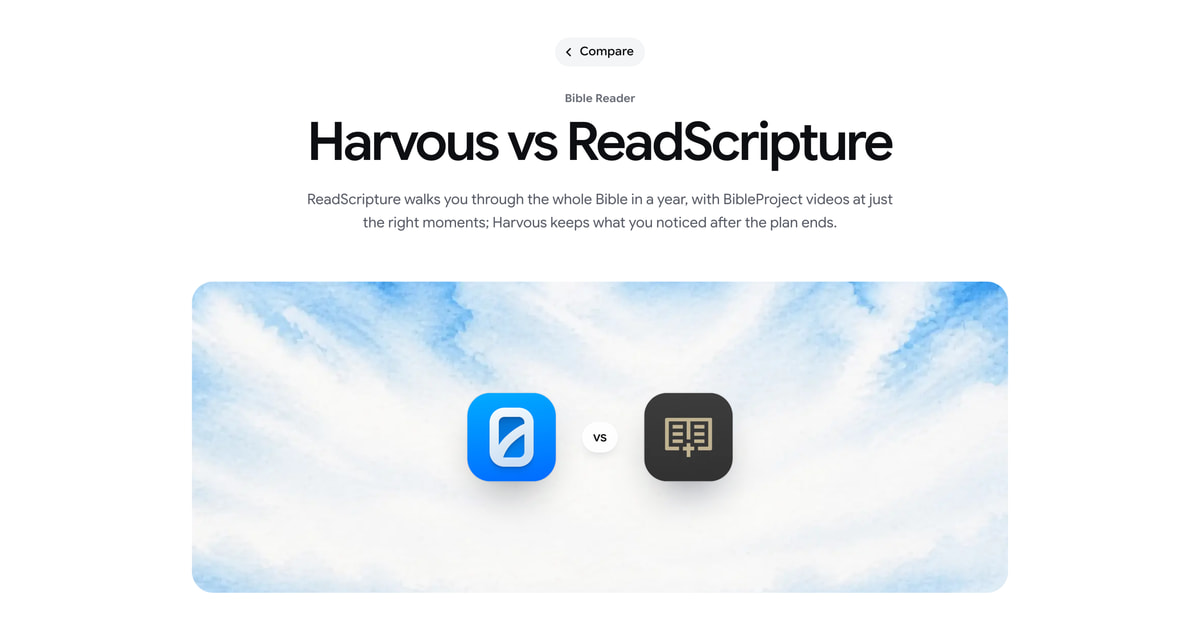 Compare
Bible Reader
Harvous vs ReadScripture
ReadScripture walks you through the whole Bible in a year, with BibleProject videos at just
the right moments; Harvous keeps what you noticed after the plan ends.
vs